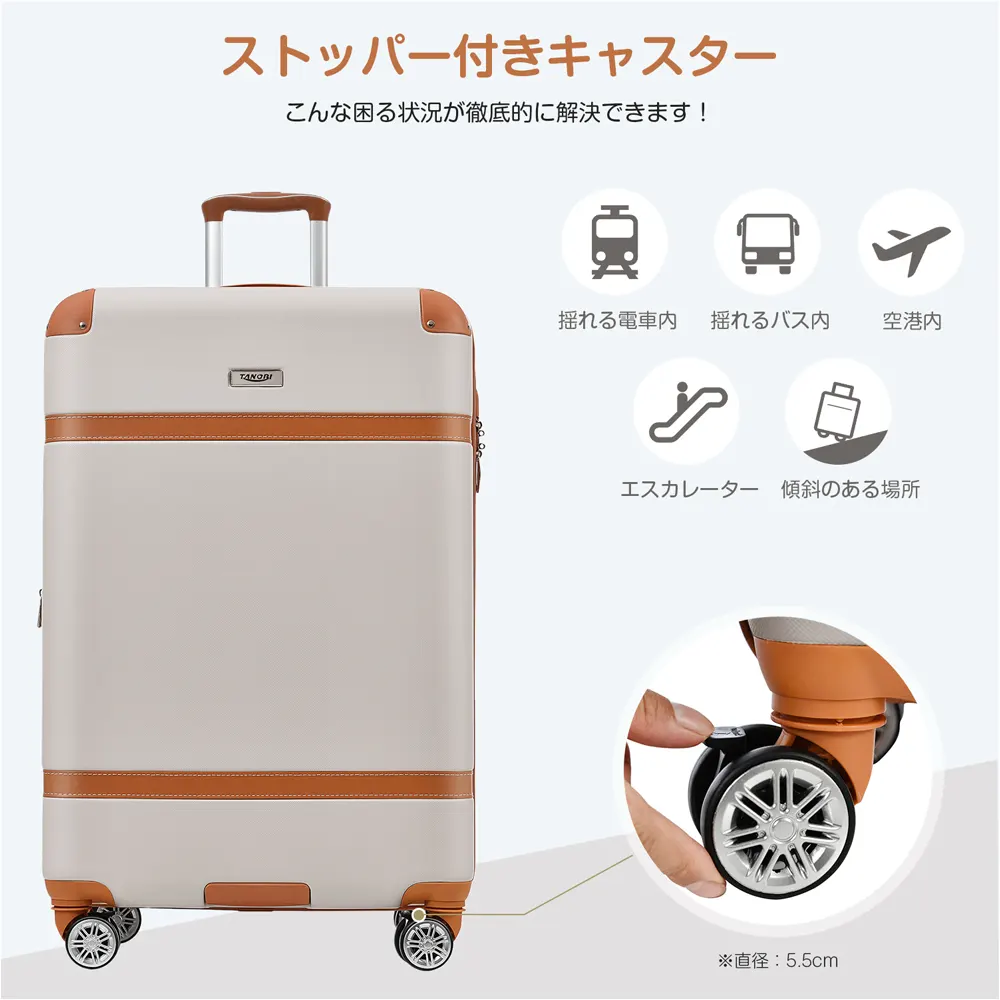 ストッパー付きキャスター
こんな困る状況が徹底的に解決できます！
揺れる電車内
揺れるバス内
空港内
TANOBI
エスカレーター
傾斜のある場所
※直径：5.5cm